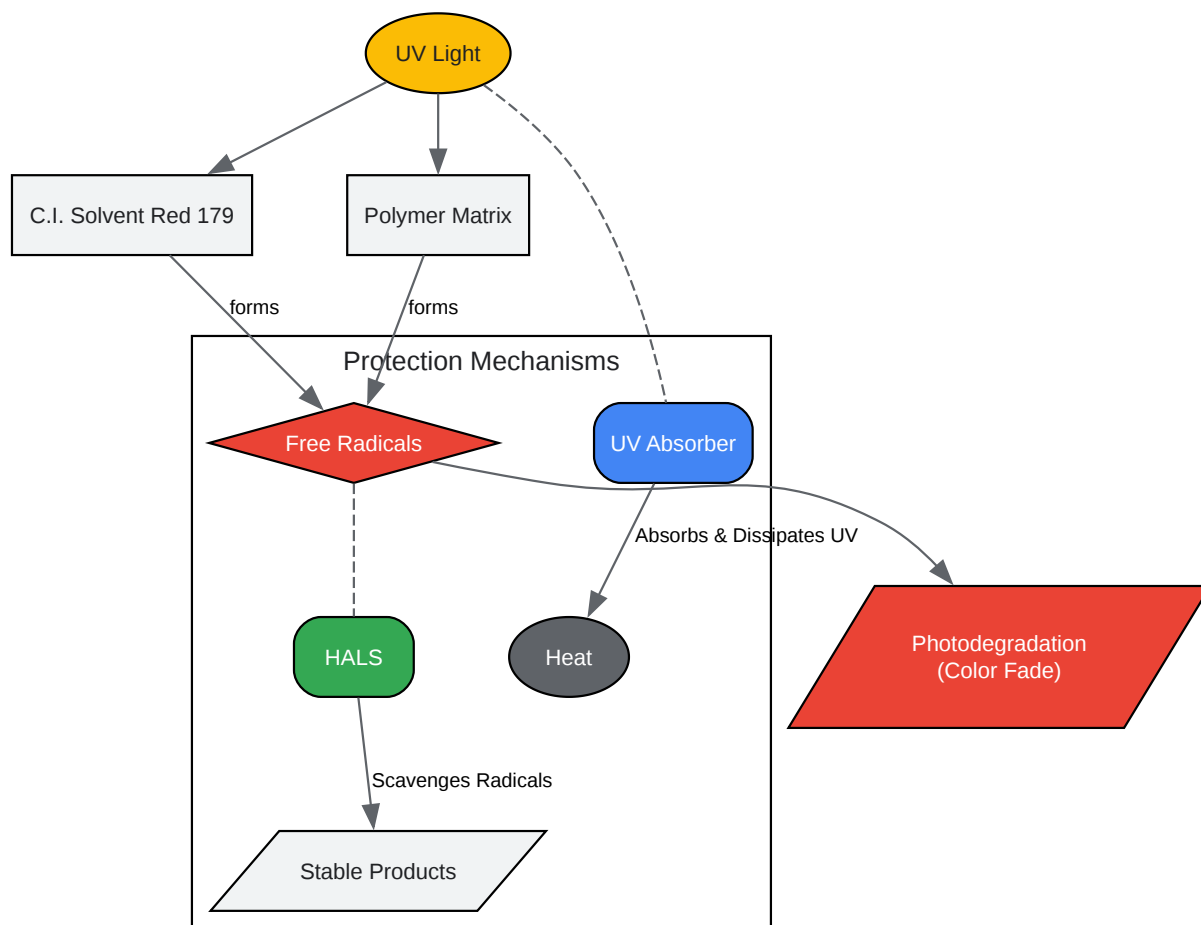 UV Light
C.I. Solvent Red 179
Polymer Matrix
forms
forms
Protection Mechanisms
Free Radicals
UV Absorber
Absorbs & Dissipates UV
HALS
Heat
Photodegradation
(Color Fade)
Scavenges Radicals
Stable Products